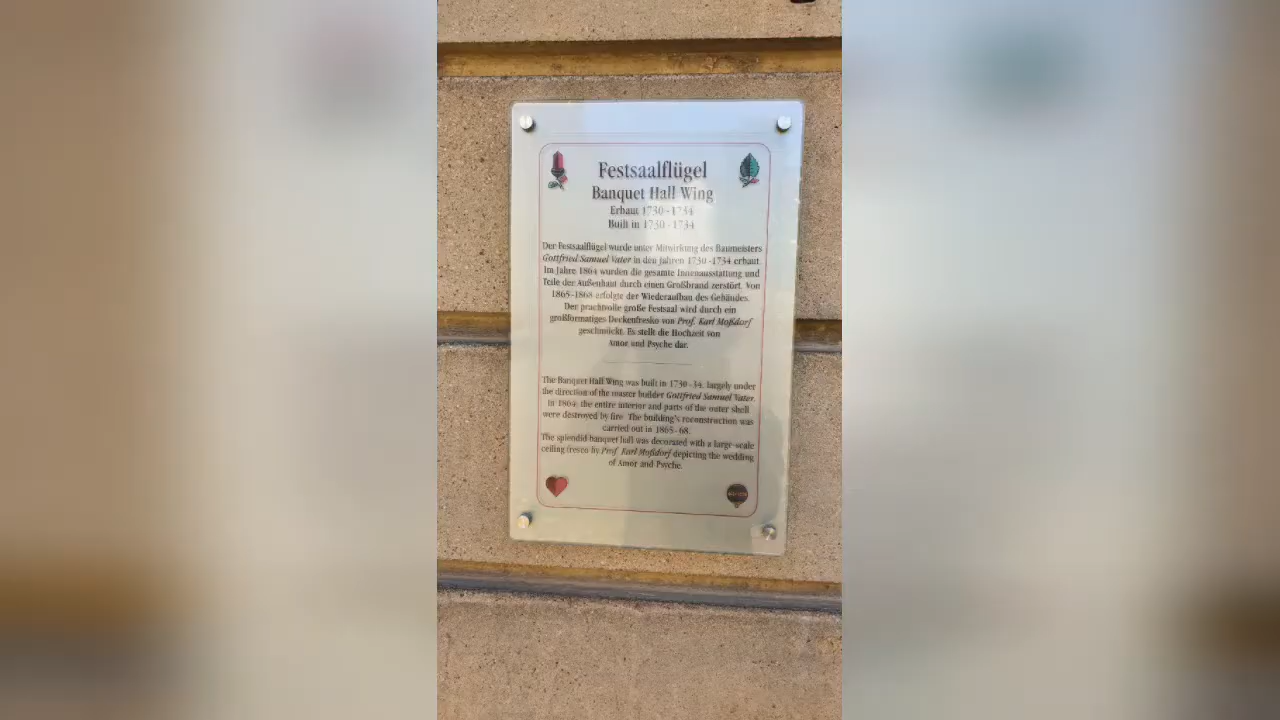 Festsaalflügel
Banquet Hall Wing
Erbaut 1730 - 1734
Built in 1730 - 1734
Der Festsaalflügel wurde unter Mitwirkung des Baumeisters
Gottfried Samuel Vater in den Jahren 1730 -1734 erbaut.
Im Jahre 1864 wurden die gesamte Innenausstattung und
Teile der Außenhaut durch einen Großbrand zerstört. Von
1865 -1868 erfolgte der Wiederaufbau des Gebäudes.
Der prachtvolle große Festsaal wird durch ein
großformatiges Deckenfresko von Prof. Karl Moßdorf
geschmückt. Es stellt die Hochzeit von
Amor und Psyche dar.
The Banquet Hall Wing was built in 1730 - 34, largely under
the direction of the master builder Gottfried Samuel Vater.
In 1864, the entire interior and parts of the outer shell
were destroyed by fire. The building's reconstruction was
carried out in 1865 - 68.
The splendid banquet hall was decorated with a large-scale
ceiling fresco by Prof. Karl Moßdorf depicting the wedding
of Amor and Psyche.